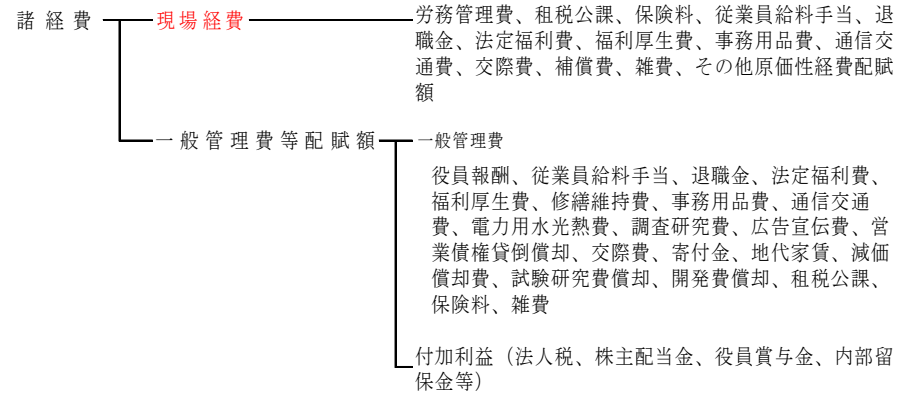 諸経費
現場経費
労務管理費、租税公課、保険料、従業員給料手当、退
職金、法定福利費、福利厚生費、事務用品費、通信交
通費、交際費、補償費、雑費、その他原価性経費配賦
額
一般管理費等配賦額
一般管理費
役員報酬、従業員給料手当、退職金、法定福利費、
福利厚生費、修繕維持費、事務用品費、通信交通
費、電力用水光熱費、調査研究費、広告宣伝費、営
業債権貸倒償却、交際費、寄付金、地代家賃、減価
償却費、試験研究費償却、開発費償却、租税公課、
保険料、雑費
付加利益（法人税、株主配当金、役員賞与金、内部留
保金等）